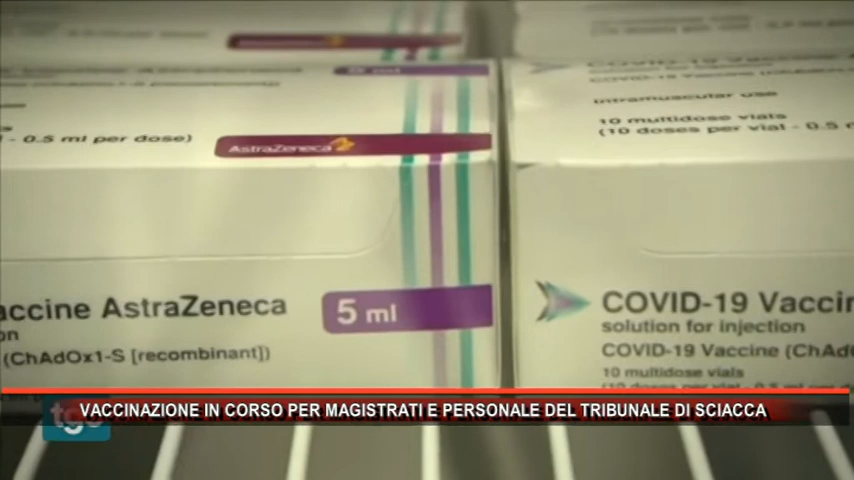 - 0.5 ml per dose)
AstraZeneca
Intramuscular use
10 multidose vials
(10 doses per vial - 0.5 m
accine AstraZeneca
on
(ChAdOx1-S [recombinant])
5 ml
COVID-19 Vaccin
solution for injection
COVID-19 Vaccine (ChAd
10 multidose vials
VACCINAZIONE IN CORSO PER MAGISTRATI E PERSONALE DEL TRIBUNALE DI SCIACCA